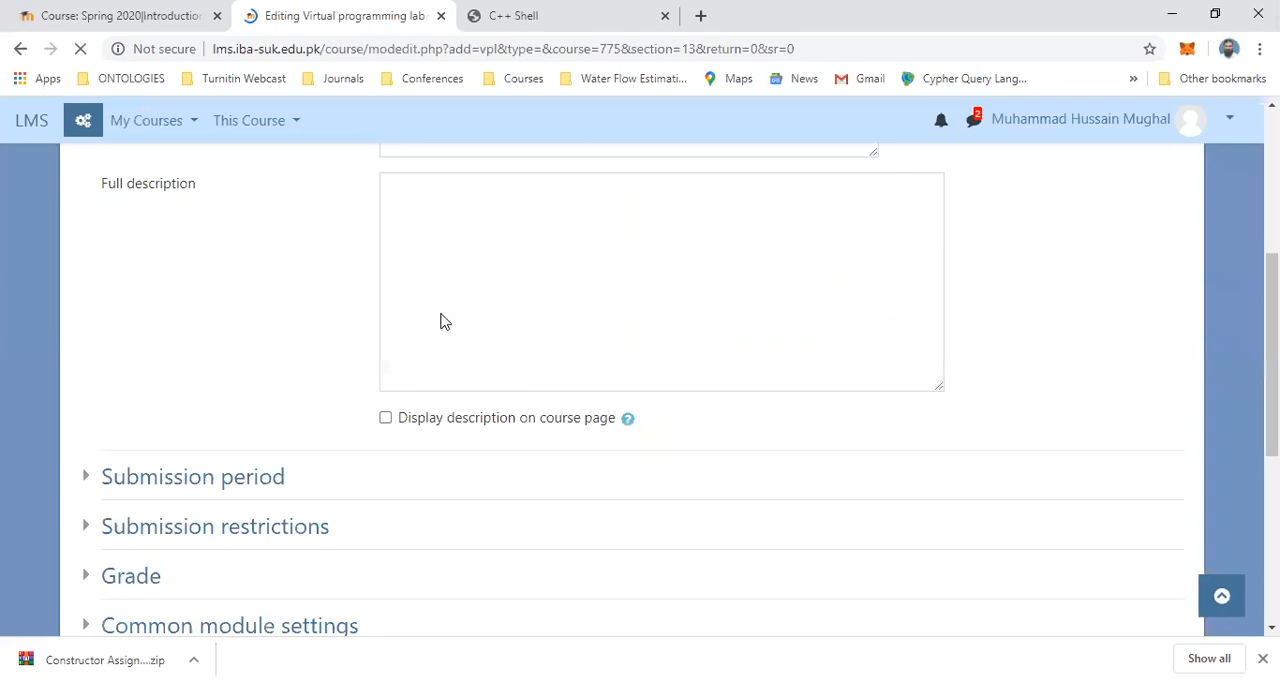 Course: Spring 2020|Introduction
Editing Virtual programming lab
C++ Shell
Not secure
lms.iba-suk.edu.pk/course/modedit.php?add=vpl&type=&course=775&section=13&return=0&sr=0
Apps ONTOLOGIES Turnitin Webcast Journals Conferences Courses Water Flow Estimati... Maps News Gmail Cypher Query Lang... » Other bookmarks
LMS My Courses This Course 2 Muhammad Hussain Mughal
Full description
Display description on course page
Submission period
Submission restrictions
Grade
Common module settings
Constructor Assign....zip
Show all